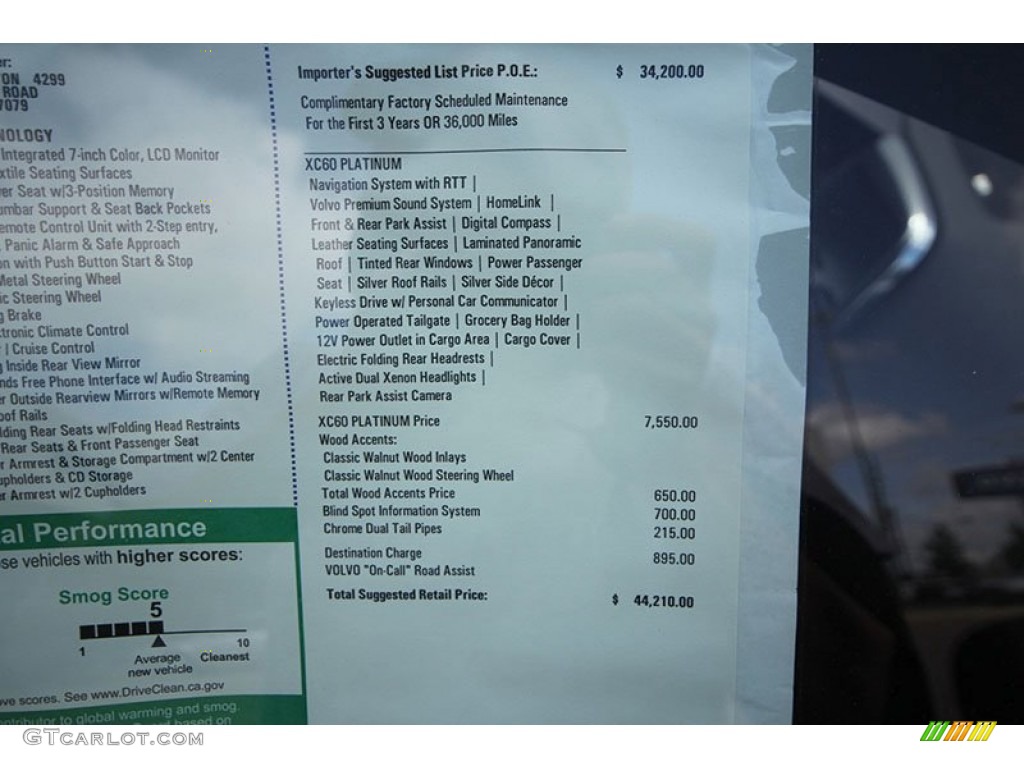 ON 4299
ROAD
7079
NOLOGY
Integrated 7-inch Color, LCD Monitor
xtile Seating Surfaces
er Seat w/3-Position Memory
umbar Support & Seat Back Pockets
emote Control Unit with 2-Step entry,
Panic Alarm & Safe Approach
on with Push Button Start & Stop
Metal Steering Wheel
ic Steering Wheel
g Brake
ctronic Climate Control
r | Cruise Control
g Inside Rear View Mirror
nds Free Phone Interface w/ Audio Streaming
er Outside Rearview Mirrors w/Remote Memory
oof Rails
lding Rear Seats w/Folding Head Restraints
Rear Seats & Front Passenger Seat
r Armrest & Storage Compartment w/2 Center
upholders & CD Storage
er Armrest w/2 Cupholders
al Performance
se vehicles with higher scores:
Smog Score
5
1 10
Average Cleanest
new vehicle
ve scores. See www.DriveClean.ca.gov
ntributor to global warming and smog.
based on
Importer's Suggested List Price P.O.E.: $ 34,200.00
Complimentary Factory Scheduled Maintenance
For the First 3 Years OR 36,000 Miles
XC60 PLATINUM
Navigation System with RTT |
Volvo Premium Sound System | HomeLink |
Front & Rear Park Assist | Digital Compass |
Leather Seating Surfaces | Laminated Panoramic
Roof | Tinted Rear Windows | Power Passenger
Seat | Silver Roof Rails | Silver Side Décor |
Keyless Drive w/ Personal Car Communicator |
Power Operated Tailgate | Grocery Bag Holder |
12V Power Outlet in Cargo Area | Cargo Cover |
Electric Folding Rear Headrests |
Active Dual Xenon Headlights |
Rear Park Assist Camera
XC60 PLATINUM Price 7,550.00
Wood Accents:
Classic Walnut Wood Inlays
Classic Walnut Wood Steering Wheel
Total Wood Accents Price 650.00
Blind Spot Information System 700.00
Chrome Dual Tail Pipes 215.00
Destination Charge 895.00
VOLVO "On-Call" Road Assist
Total Suggested Retail Price: $ 44,210.00
GTCARLOT.COM